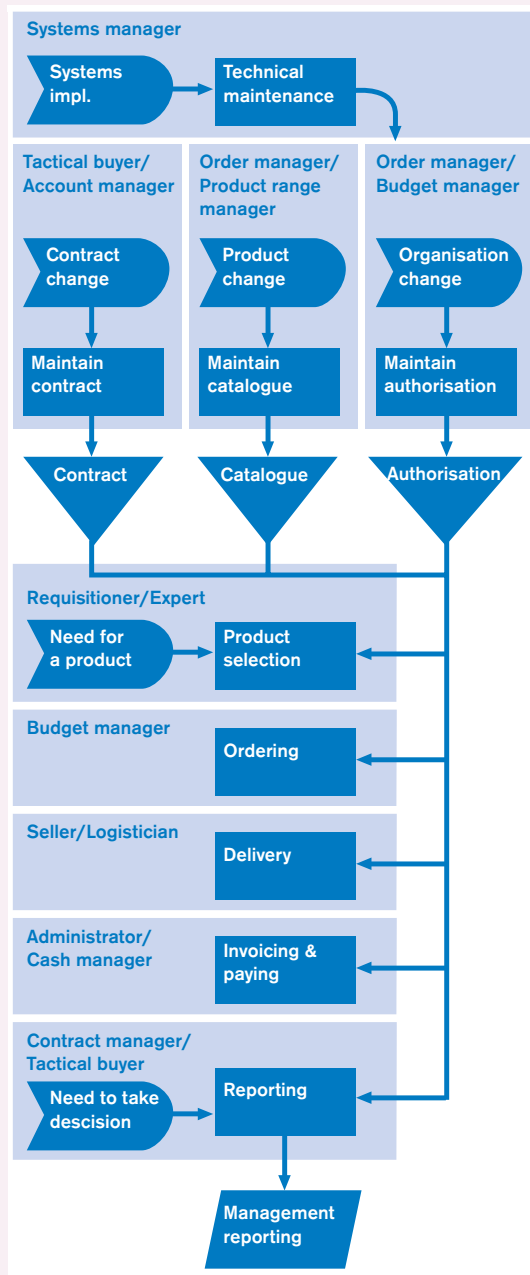 Systems manager
Systems
impl.
Technical
maintenance
Tactical buyer/
Account manager
Order manager/
Product range
manager
Order manager/
Budget manager
Contract
change
Product
change
Organisation
change
Maintain
contract
Maintain
catalogue
Maintain
authorisation
Contract
Catalogue
Authorisation
Requisitioner/Expert
Need for
a product
Product
selection
Budget manager
Ordering
Seller/Logistician
Delivery
Administrator/
Cash manager
Invoicing &
paying
Contract manager/
Tactical buyer
Need to take
descision
Reporting
Management
reporting